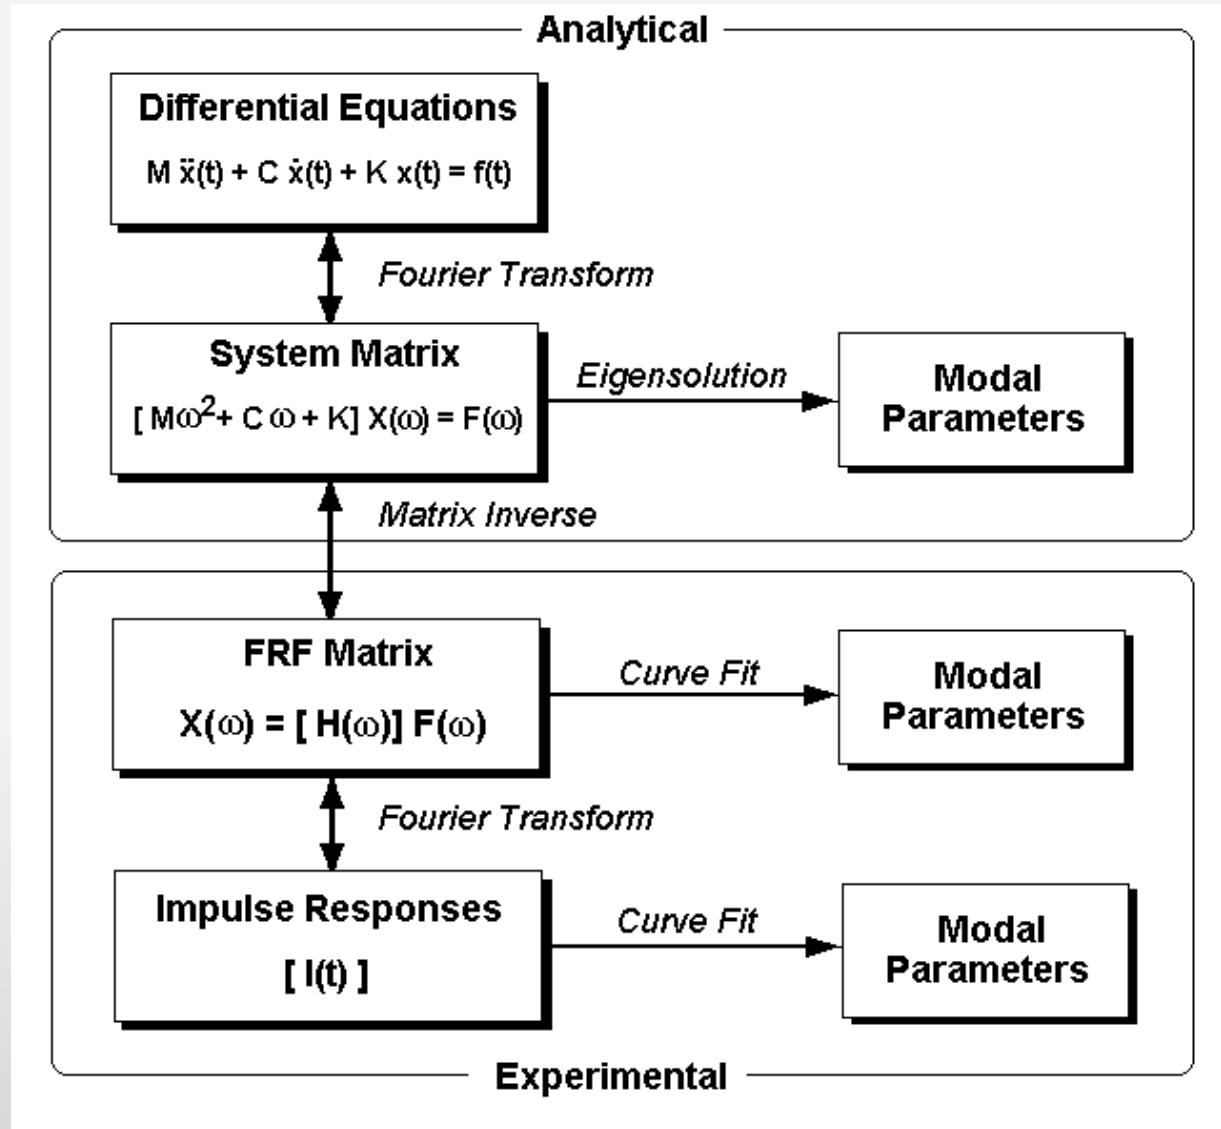 Analytical
Differential Equations
M ẍ(t) + C ẋ(t) + K x(t) = f(t)
Fourier Transform
System Matrix
[ Mω²+ C ω + K] X(ω) = F(ω)
Eigensolution
Modal
Parameters
Matrix Inverse
FRF Matrix
X(ω) = [ H(ω)] F(ω)
Curve Fit
Modal
Parameters
Fourier Transform
Impulse Responses
[ I(t) ]
Curve Fit
Modal
Parameters
Experimental